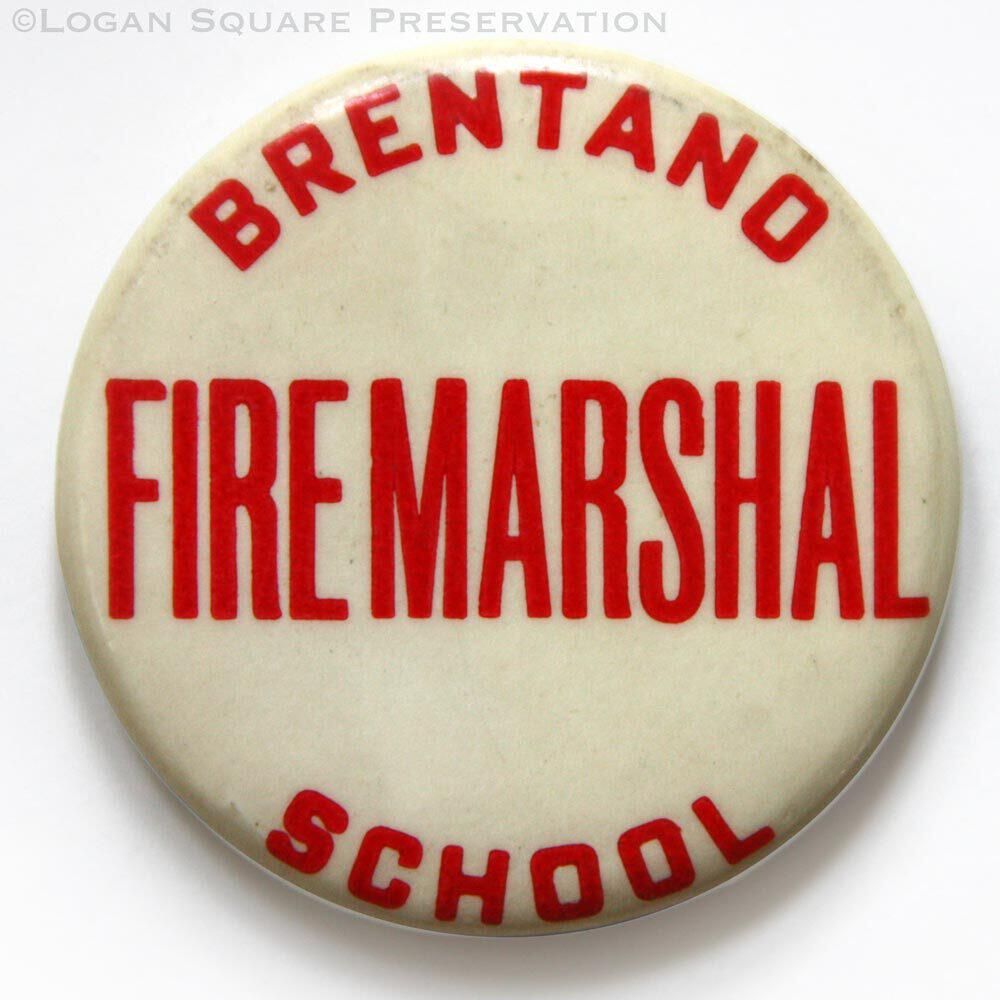 ©Logan Square Preservation
BRENTANO
FIRE MARSHAL
SCHOOL